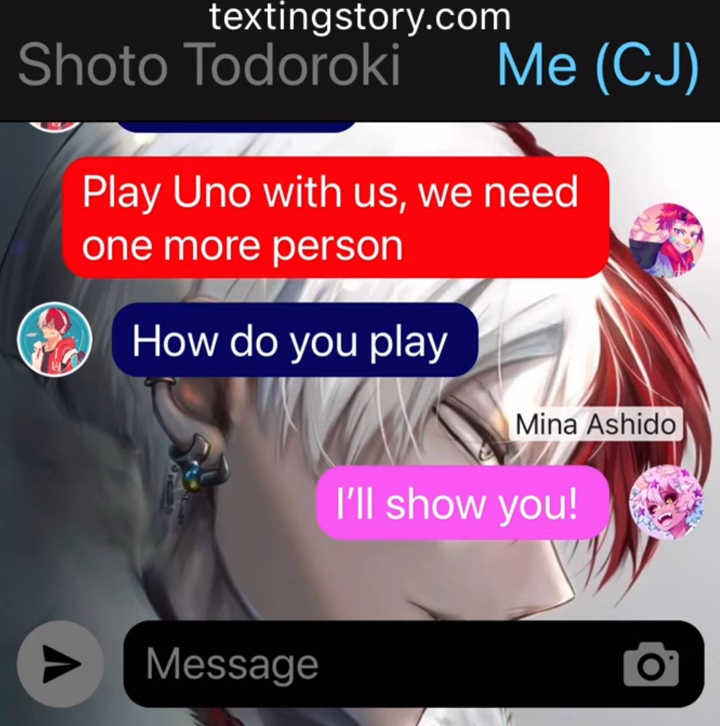 textingstory.com
Shoto Todoroki
Me (CJ)
Play Uno with us, we need
one more person
How do you play
Mina Ashido
I'll show you!
Message